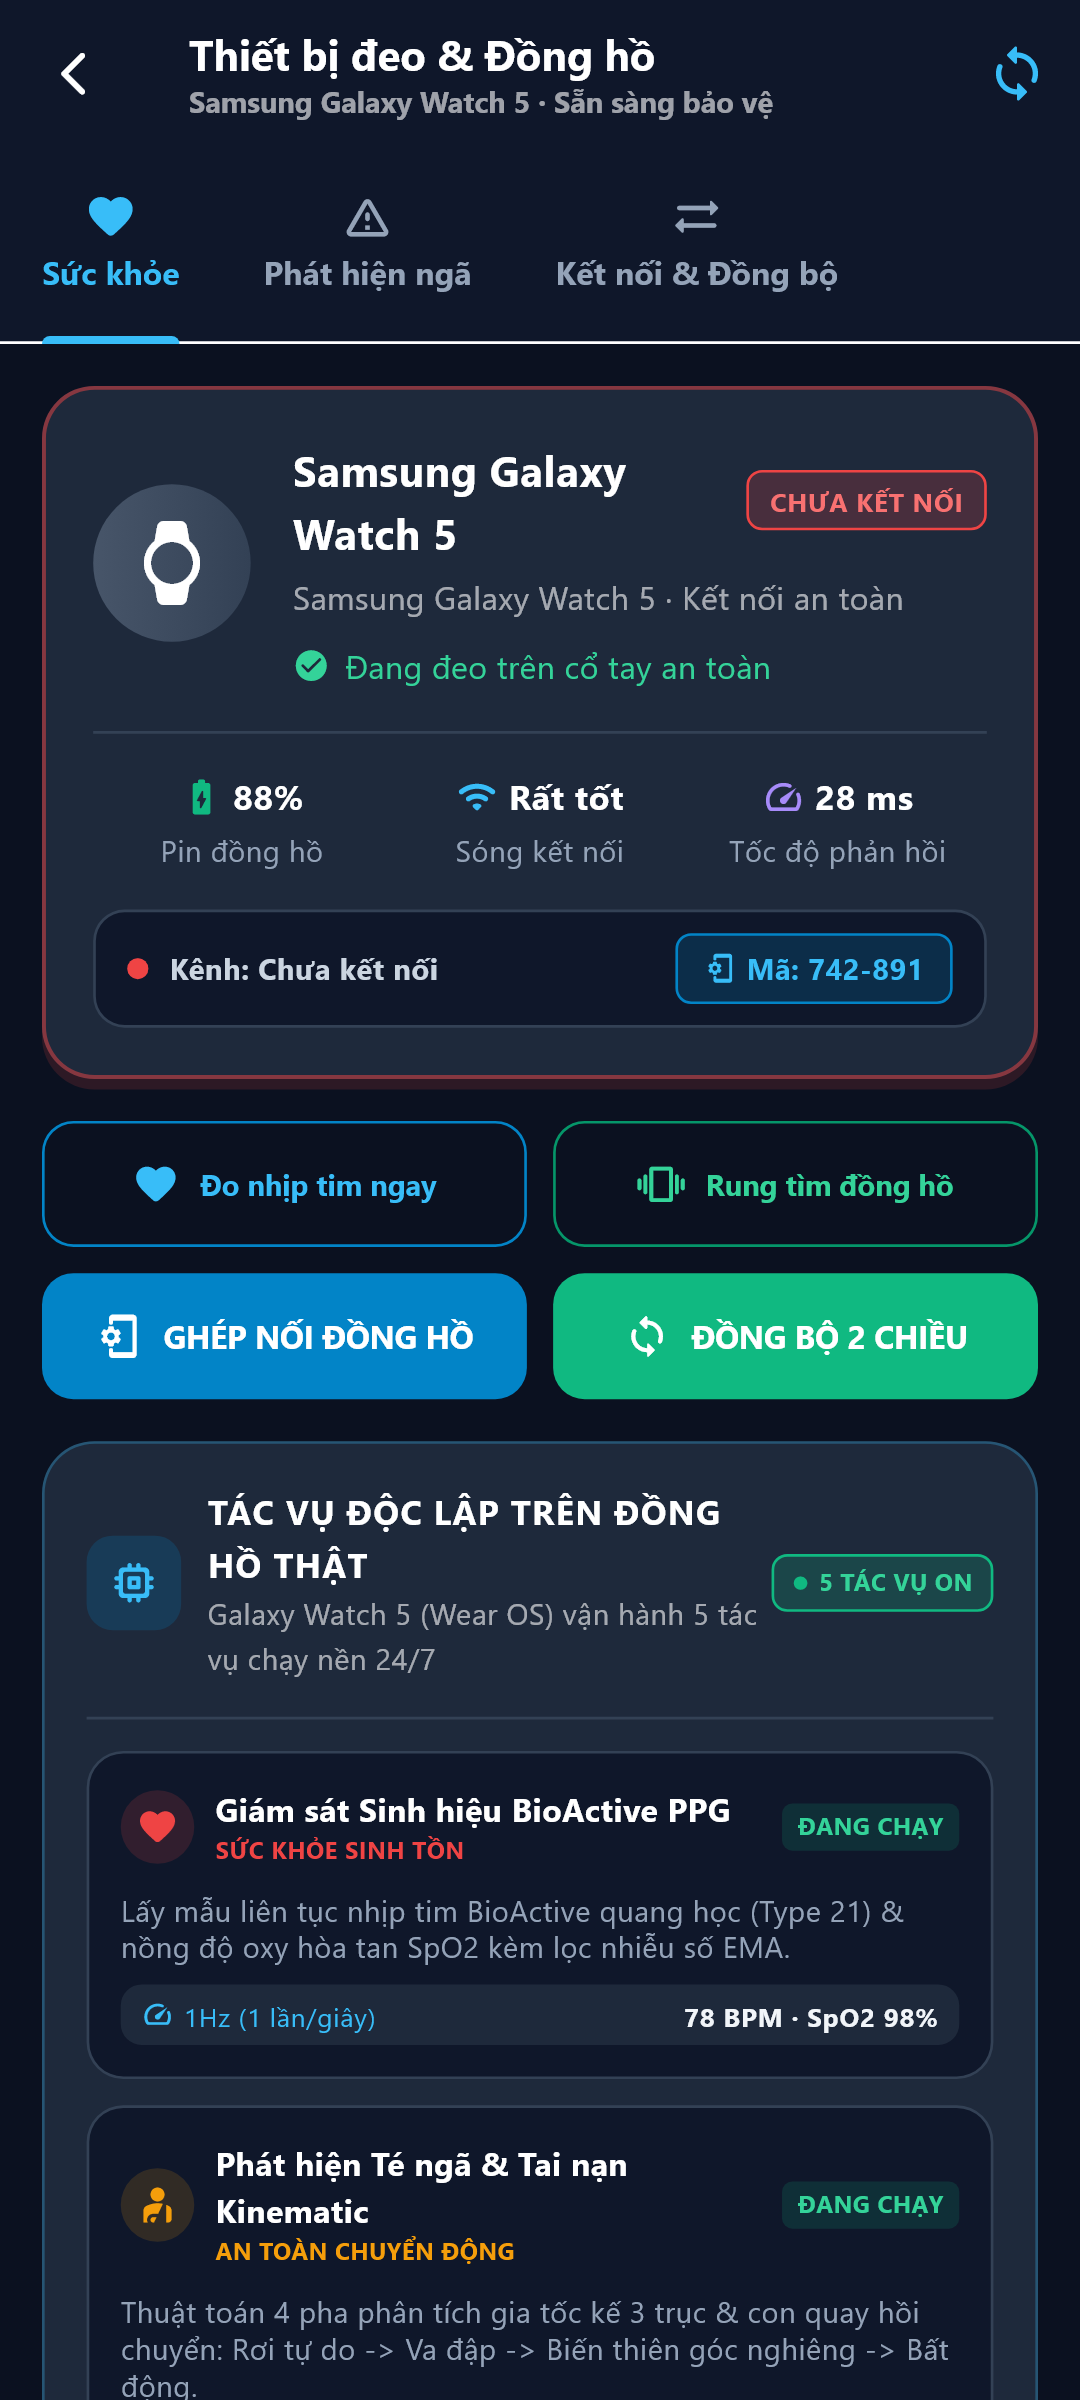 Thiết bị đeo & Đồng hồ
Samsung Galaxy Watch 5 · Sẵn sàng bảo vệ
Sức khỏe
Phát hiện ngã
Kết nối & Đồng bộ
Samsung Galaxy
Watch 5
CHƯA KẾT NỐI
Samsung Galaxy Watch 5 · Kết nối an toàn
Đang đeo trên cổ tay an toàn
88%
Rất tốt
28 ms
Pin đồng hồ
Sóng kết nối
Tốc độ phản hồi
Kênh: Chưa kết nối
Mã: 742-891
Đo nhịp tim ngay
Rung tìm đồng hồ
GHÉP NỐI ĐỒNG HỒ
ĐỒNG BỘ 2 CHIỀU
TÁC VỤ ĐỘC LẬP TRÊN ĐỒNG
HỒ THẬT
5 TÁC VỤ ON
Galaxy Watch 5 (Wear OS) vận hành 5 tác
vụ chạy nền 24/7
Giám sát Sinh hiệu BioActive PPG
SỨC KHỎE SINH TỒN
ĐANG CHẠY
Lấy mẫu liên tục nhịp tim BioActive quang học (Type 21) &
nồng độ oxy hòa tan SpO2 kèm lọc nhiễu số EMA.
1Hz (1 lần/giây)
78 BPM · SpO2 98%
Phát hiện Té ngã & Tai nạn
Kinematic
ĐANG CHẠY
AN TOÀN CHUYỂN ĐỘNG
Thuật toán 4 pha phân tích gia tốc kế 3 trục & con quay hồi
chuyển: Rơi tự do -> Va đập -> Biến thiên góc nghiêng -> Bất
động.